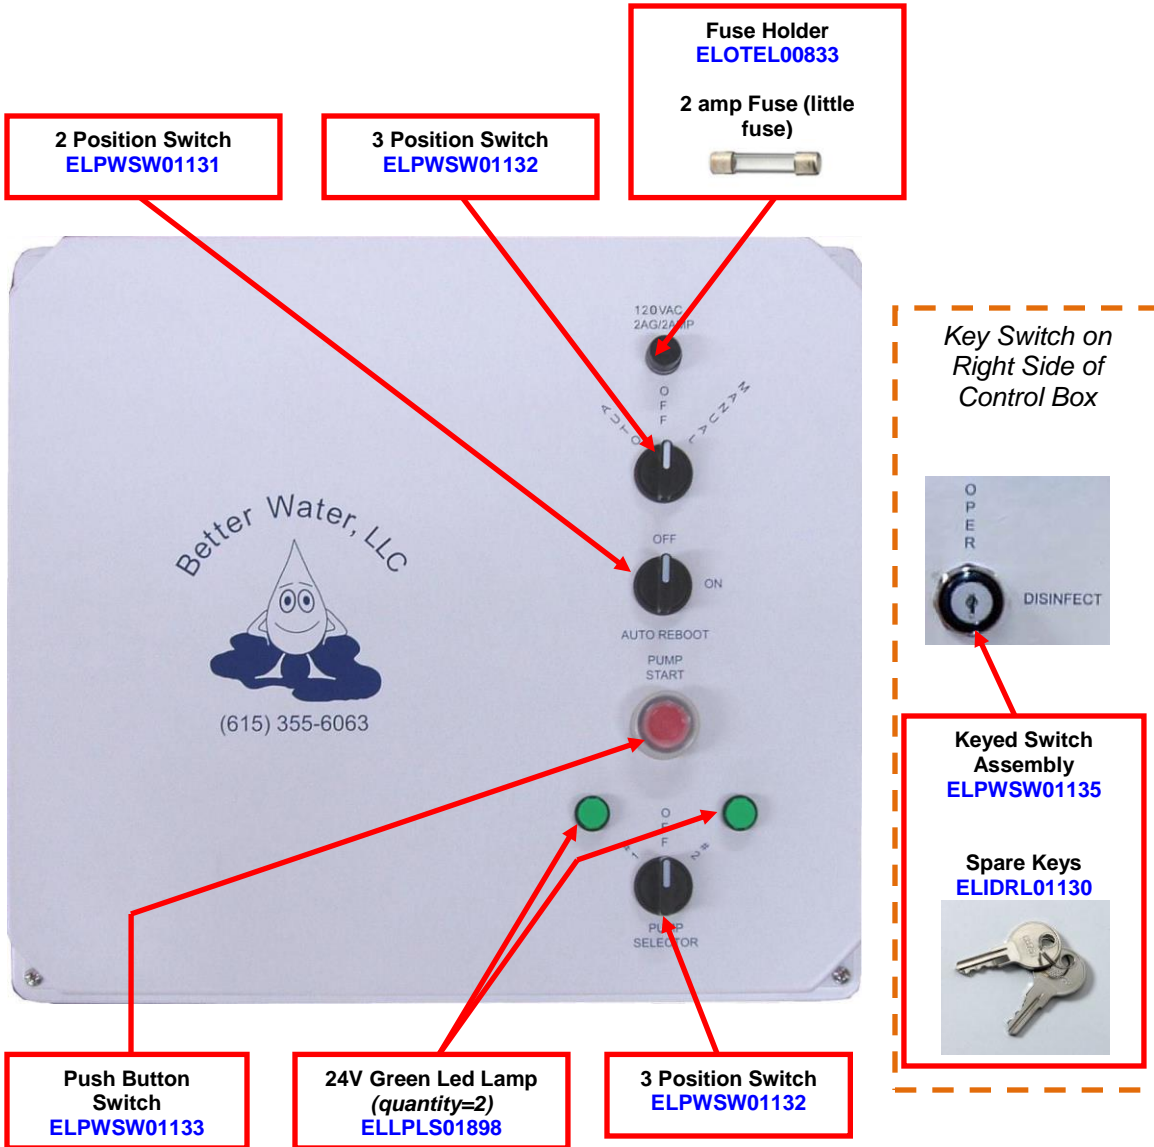 Fuse Holder
ELOTEL00833
2 amp Fuse (little
fuse)
2 Position Switch
ELPWSW01131
3 Position Switch
ELPWSW01132
120VAC
2AG/2AMP
AUTO
OFF
MANUAL
OFF
ON
AUTO REBOOT
PUMP
START
Better Water, LLC
(615) 355-6063
#1
OFF
#2
PUMP
SELECTOR
Key Switch on
Right Side of
Control Box
OPER
DISINFECT
Keyed Switch
Assembly
ELPWSW01135
Spare Keys
ELIDRL01130
Push Button
Switch
ELPWSW01133
24V Green Led Lamp
(quantity=2)
ELLPLS01898
3 Position Switch
ELPWSW01132